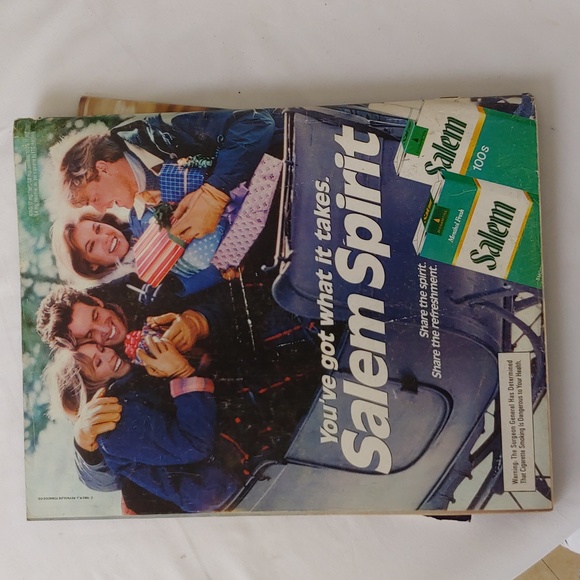 You've got what it takes.
Salem Spirit
Share the spirit.
Share the refreshment.
Salem
100s
Menthol Fresh
Salem
Warning: The Surgeon General Has Determined
That Cigarette Smoking Is Dangerous to Your Health.